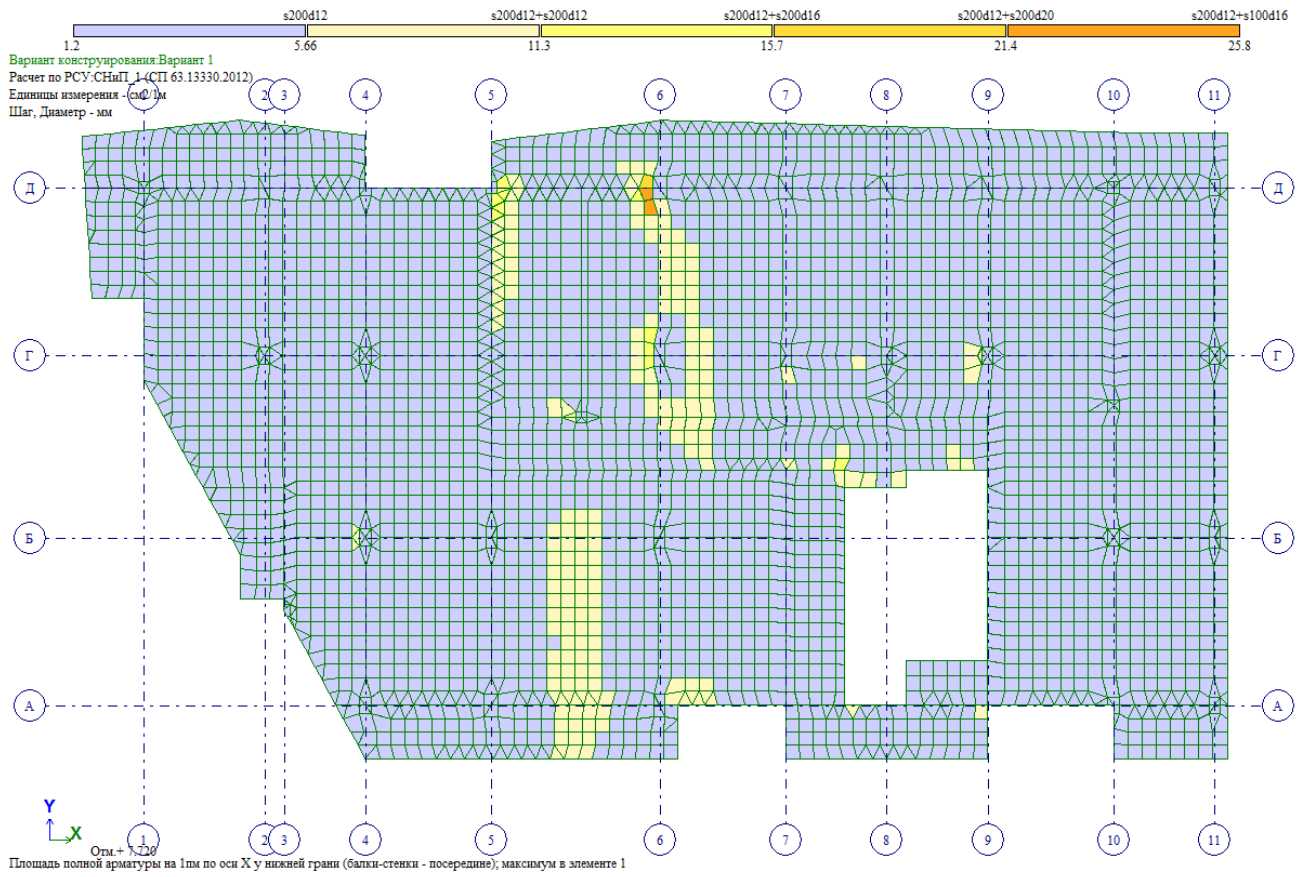 s200d12 s200d12+s200d12 s200d12+s200d16 s200d12+s200d20 s200d12+s100d16
1.2 5.66 11.3 15.7 21.4 25.8
Вариант конструирования:Вариант 1
Расчет по РСУ:СНиП_1 (СП 63.13330.2012)
Единицы измерения - см2/1м
Шаг, Диаметр - мм
1 2 3 4 5 6 7 8 9 10 11
Д Д
Г Г
Б Б
А А
Y
X
1 2 3 4 5 6 7 8 9 10 11
Отм.+ 7.720
Площадь полной арматуры на 1пм по оси X у нижней грани (балки-стенки - посередине); максимум в элементе 1